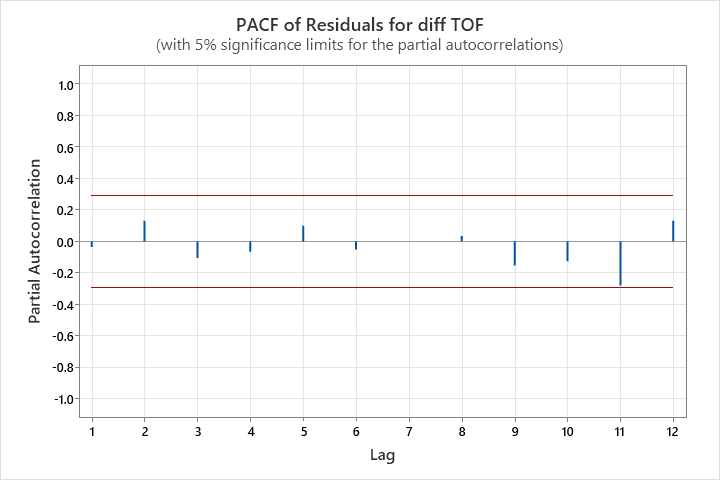 PACF of Residuals for diff TOF
(with 5% significance limits for the partial autocorrelations)
Partial Autocorrelation
1.0
0.8
0.6
0.4
0.2
0.0
-0.2
-0.4
-0.6
-0.8
-1.0
1 2 3 4 5 6 7 8 9 10 11 12
Lag